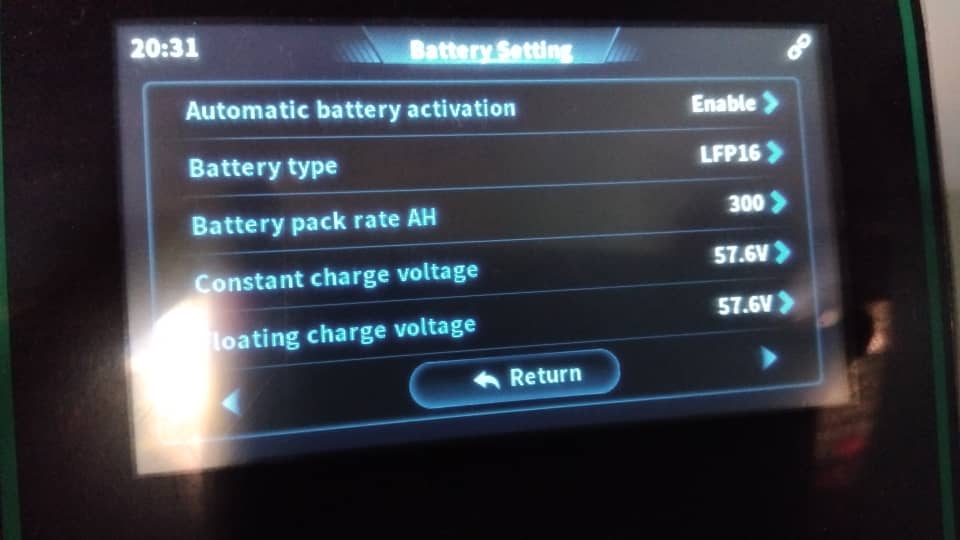 20:31 Battery Setting
Automatic battery activation Enable
Battery type LFP16
Battery pack rate AH 300
Constant charge voltage 57.6V
loating charge voltage 57.6V
Return